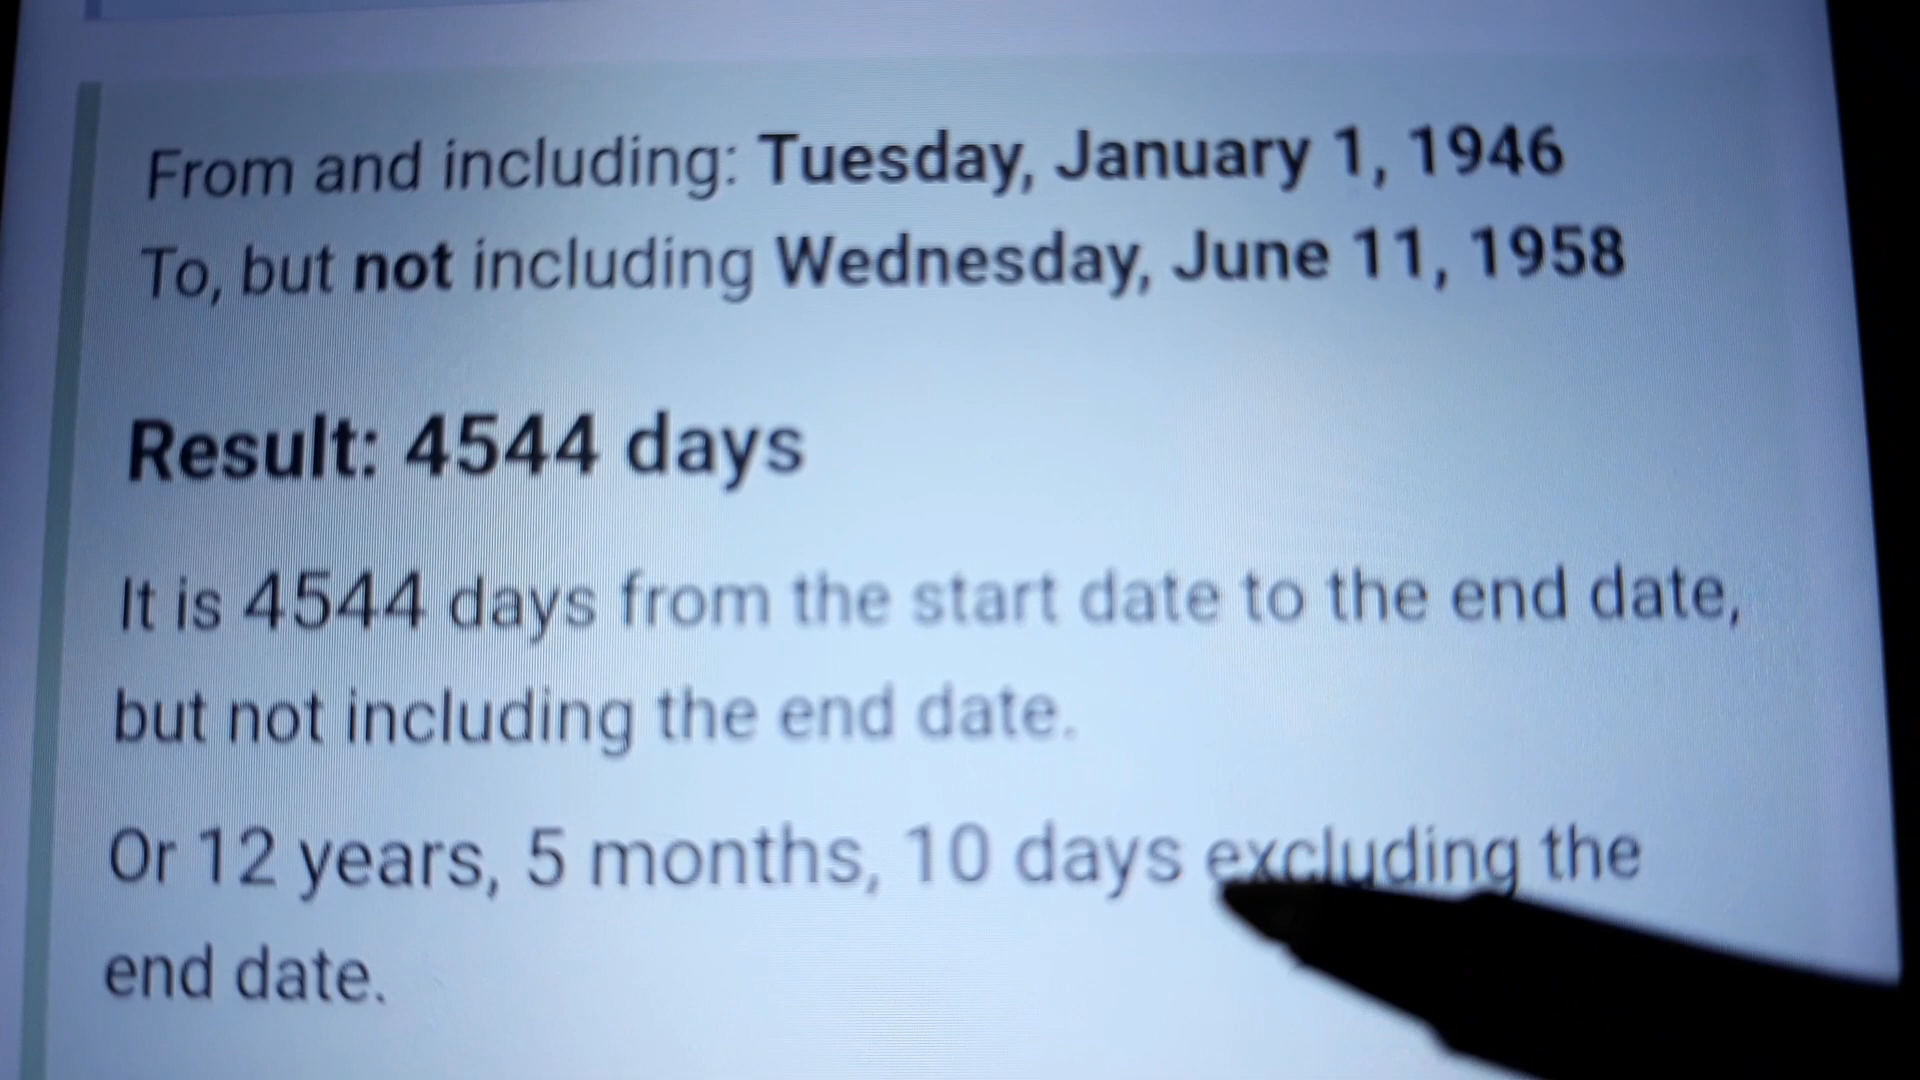 From and including: Tuesday, January 1, 1946
To, but not including Wednesday, June 11, 1958
Result: 4544 days
It is 4544 days from the start date to the end date,
but not including the end date.
Or 12 years, 5 months, 10 days excluding the
end date.